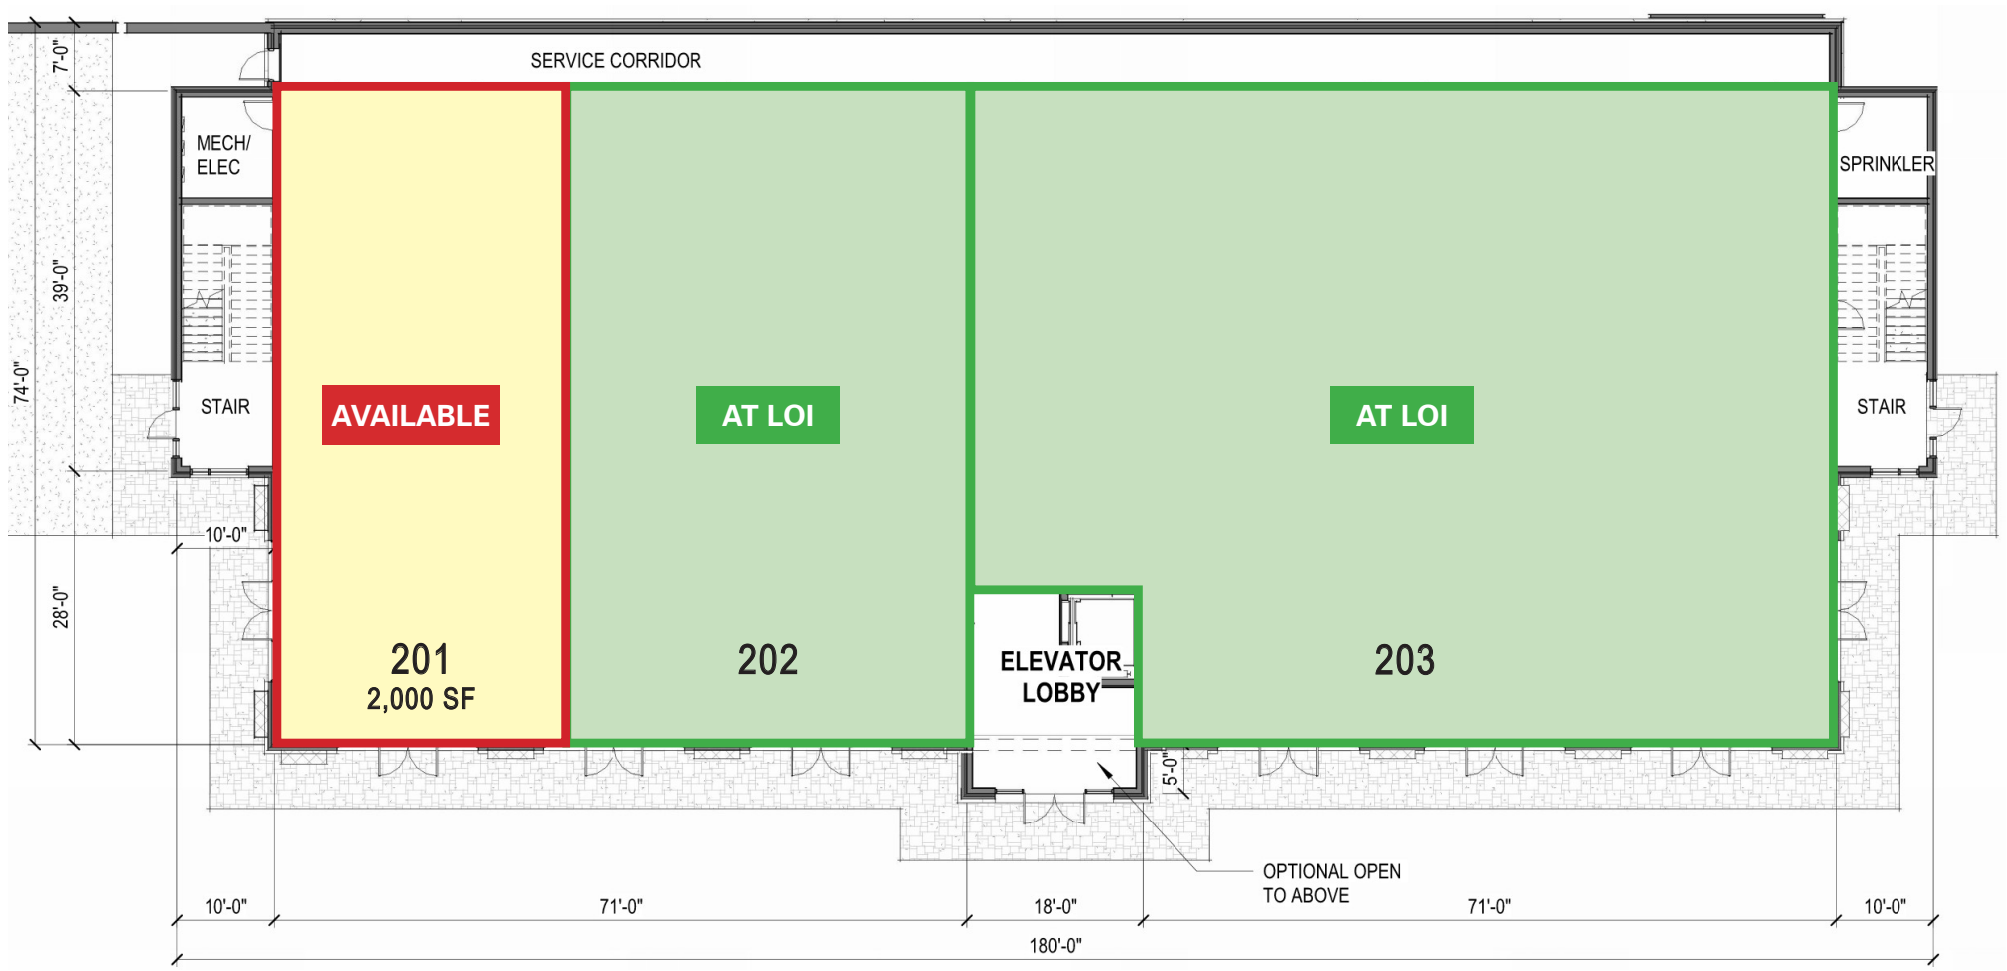 SERVICE CORRIDOR
7'-0"
MECH/
ELEC
SPRINKLER
39'-0"
74'-0"
STAIR
AVAILABLE
AT LOI
AT LOI
STAIR
10'-0"
28'-0"
201
2,000 SF
202
ELEVATOR
LOBBY
203
5'-0"
OPTIONAL OPEN
TO ABOVE
10'-0"
71'-0"
18'-0"
71'-0"
10'-0"
180'-0"